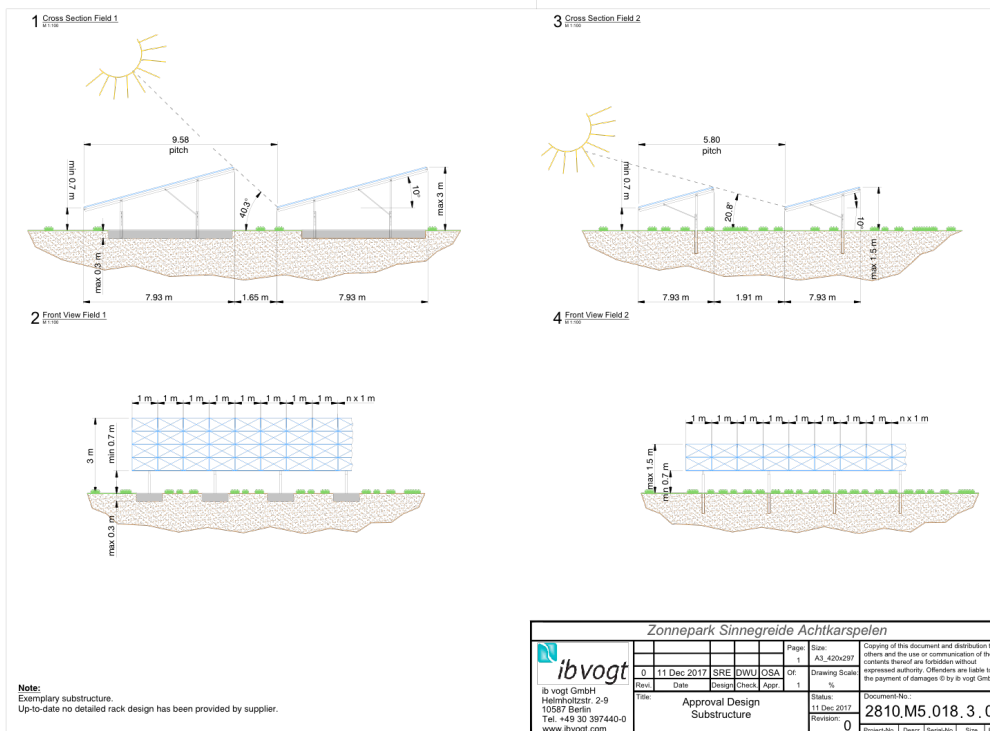 1 Cross Section Field 1
M 1:100
9.58
pitch
min 0.7 m
40.3°
10°
max 3 m
max 0.3 m
7.93 m
1.65 m
7.93 m
3 Cross Section Field 2
M 1:100
5.80
pitch
min 0.7 m
20.8°
10°
max 1.5 m
7.93 m
1.91 m
7.93 m
2 Front View Field 1
M 1:100
1 m 1 m 1 m 1 m 1 m 1 m 1 m 1 m n x 1 m
3 m
min 0.7 m
max 0.3 m
4 Front View Field 2
M 1:100
1 m 1 m 1 m 1 m 1 m 1 m 1 m 1 m n x 1 m
max 1.5 m
min 0.7 m
Note:
Exemplary substructure.
Up-to-date no detailed rack design has been provided by supplier.
Zonnepark Sinnegreide Achtkarspelen
ibvogt
ib vogt GmbH
Helmholtzstr. 2-9
10587 Berlin
Tel. +49 30 397440-0
www.ibvogt.com
0 11 Dec 2017 SRE DWU OSA
Revi. Date Design Check. Appr.
Page: 1
Of: 1
Size: A3_420x297
Drawing Scale: %
Copying of this document and distribution t
others and the use or communication of the
contents thereof are forbidden without
expressed authority. Offenders are liable to
the payment of damages © by ib vogt Gmb
Title:
Approval Design
Substructure
Status:
11 Dec 2017
Revision: 0
Document-No.:
2810.M5.018.3.0
Project-No. Descr. Serial-No. Size